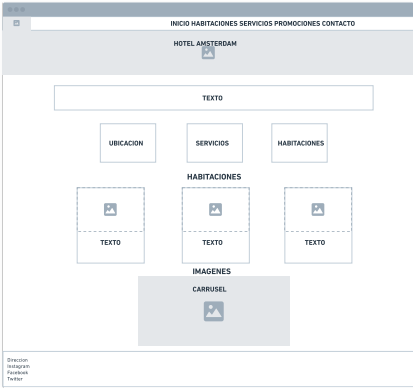 INICIO HABITACIONES SERVICIOS PROMOCIONES CONTACTO
HOTEL AMSTERDAM
TEXTO
UBICACION SERVICIOS HABITACIONES
HABITACIONES
TEXTO TEXTO TEXTO
IMAGENES
CARRUSEL
Direccion
Instagram
Facebook
Twitter